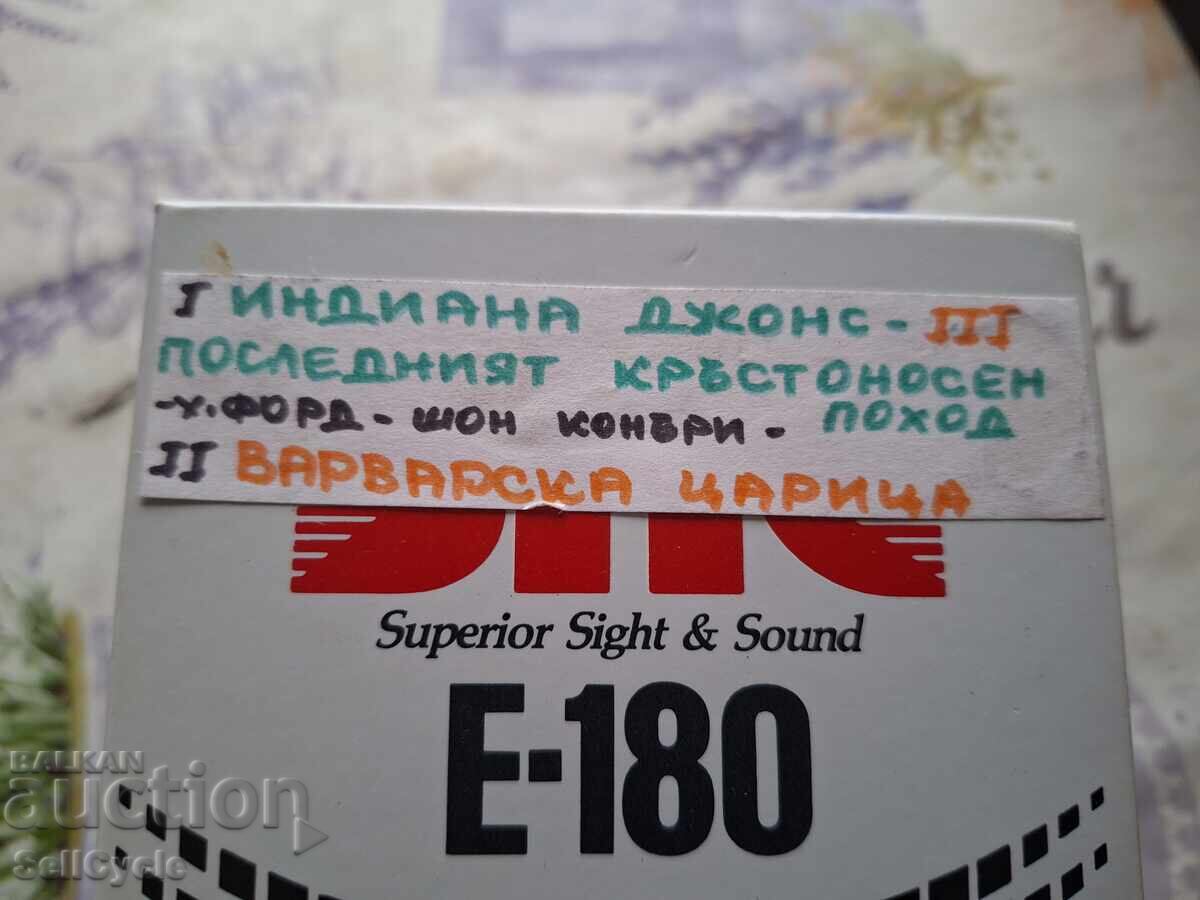 I ИНДИАНА ДЖОНС - III
ПОСЛЕДНИЯТ КРЪСТОНОСЕН
-Х. ФОРД - ШОН КОНЪРИ - ПОХОД
II ВАРВАРСКА ЦАРИЦА
Superior Sight & Sound
E-180
BALKAN
auction
SellCycle